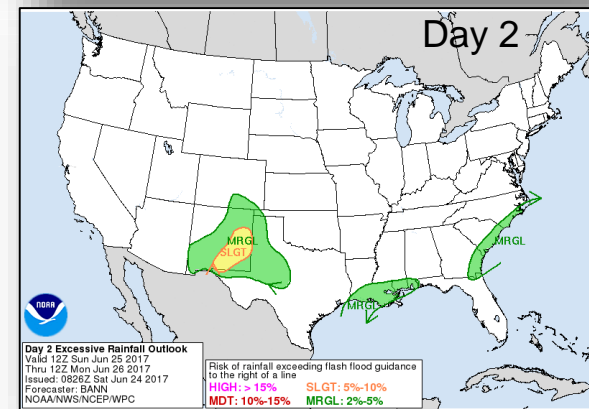 Day 2
MRGL
SLGT
MRGL
MRGL
NOAA
Day 2 Excessive Rainfall Outlook
Valid 12Z Sun Jun 25 2017
Thru 12Z Mon Jun 26 2017
Issued: 0826Z Sat Jun 24 2017
Forecaster: BANN
NOAA/NWS/NCEP/WPC
Risk of rainfall exceeding flash flood guidance
to the right of a line
HIGH: > 15% SLGT: 5%-10%
MDT: 10%-15% MRGL: 2%-5%